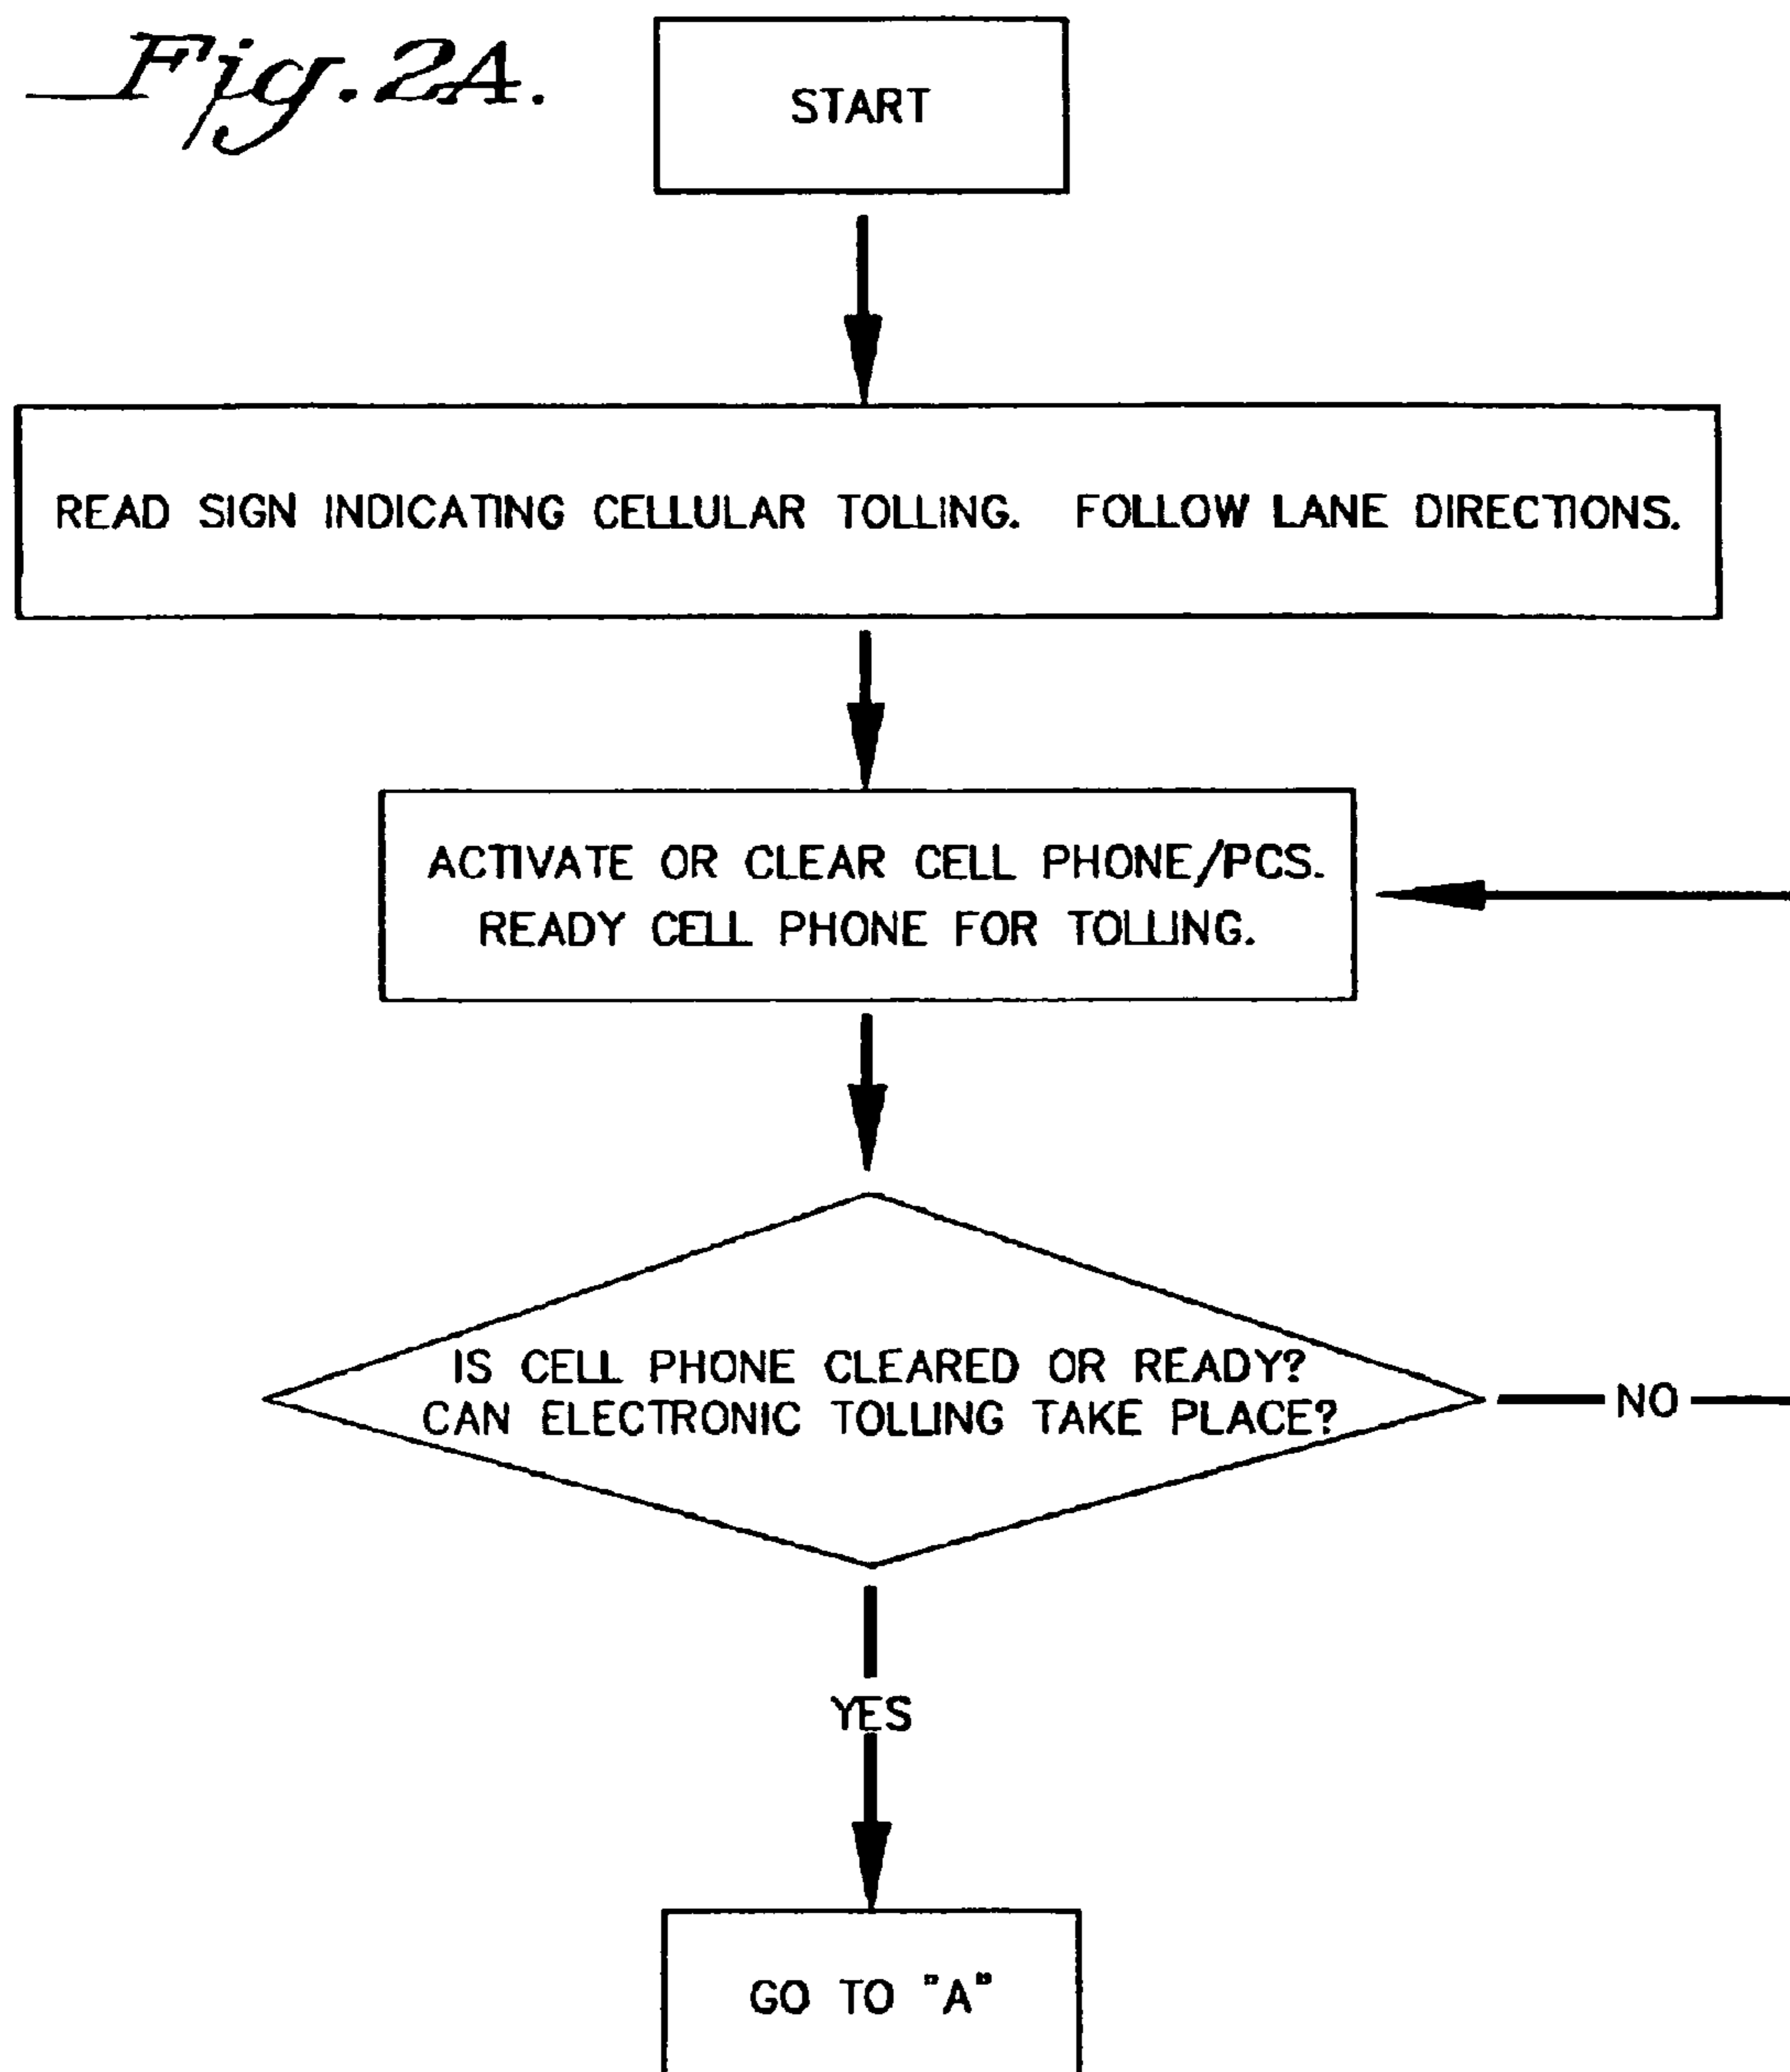 Fig. 2A.
START
READ SIGN INDICATING CELLULAR TOLLING. FOLLOW LANE DIRECTIONS.
ACTIVATE OR CLEAR CELL PHONE/PCS.
READY CELL PHONE FOR TOLLING.
IS CELL PHONE CLEARED OR READY?
CAN ELECTRONIC TOLLING TAKE PLACE?
NO
YES
GO TO "A"